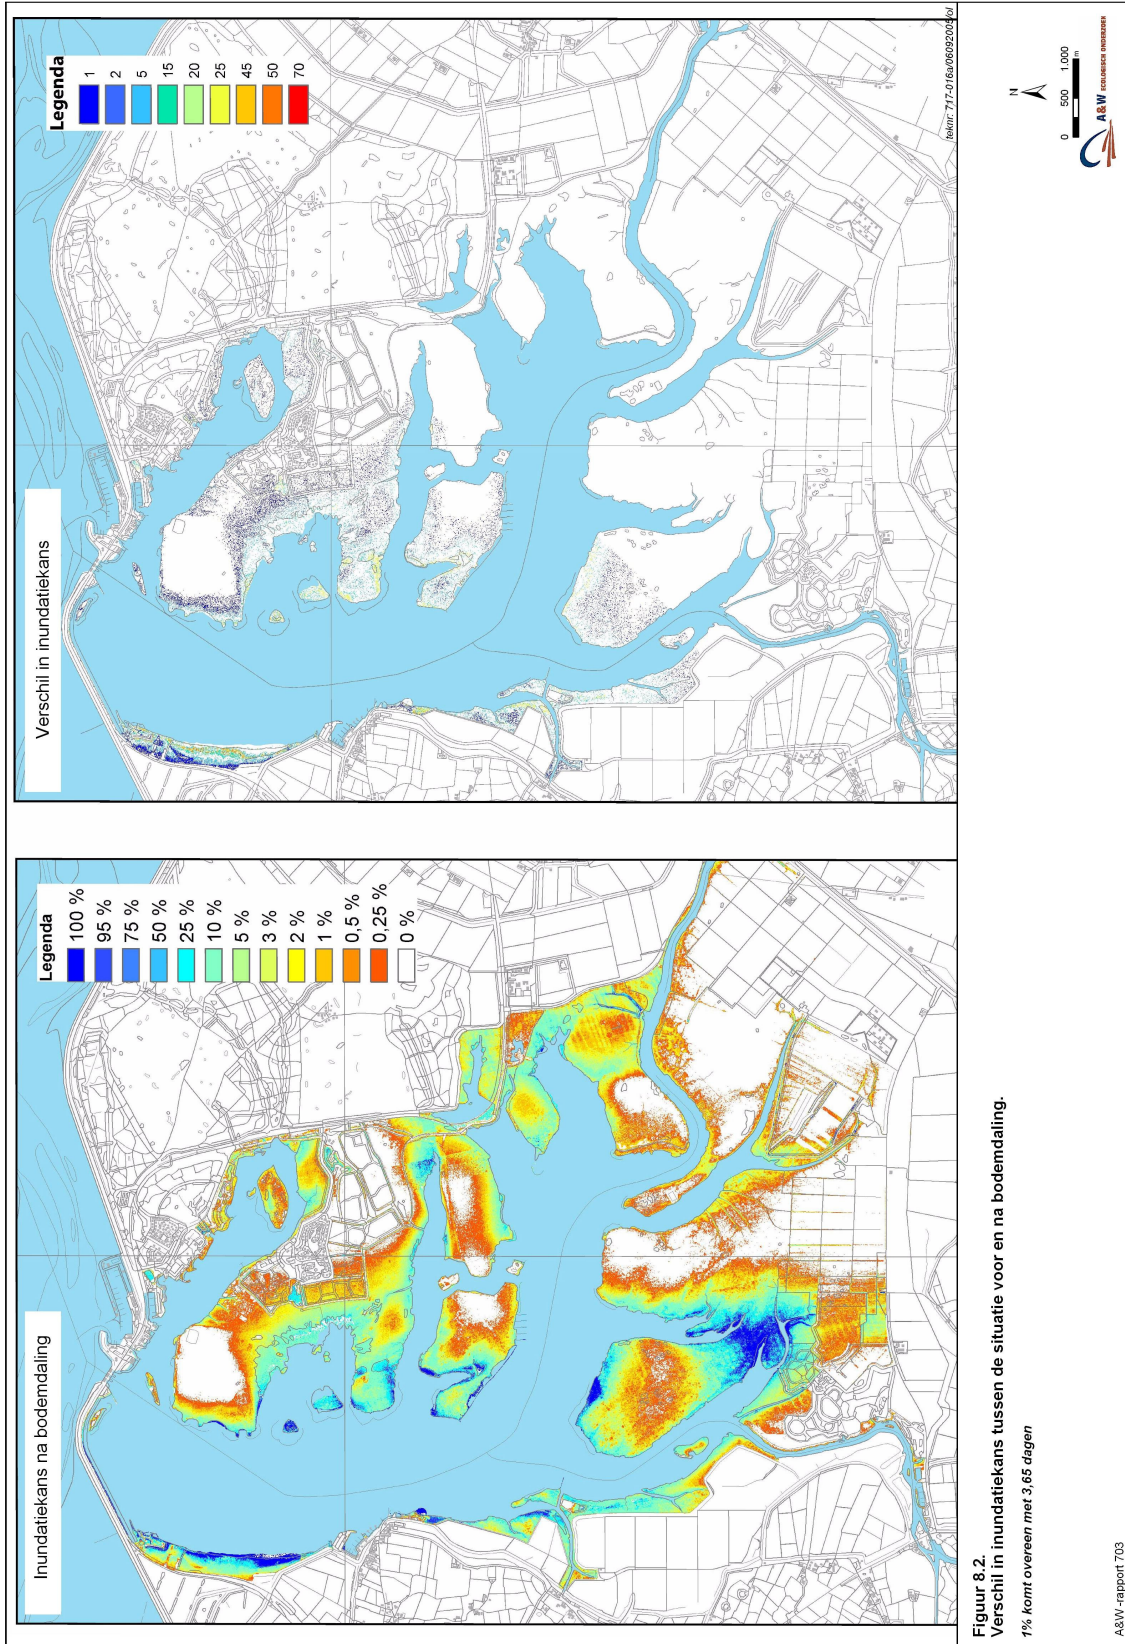 Inundatiekans na bodemdaling
Legenda
100 %
95 %
75 %
50 %
25 %
10 %
5 %
3 %
2 %
1 %
0,5 %
0,25 %
0 %
Verschil in inundatiekans
Legenda
1
2
5
15
20
25
45
50
70
teknr: 717-016a/06092005/ol
Figuur 8.2.
Verschil in inundatiekans tussen de situatie voor en na bodemdaling.
1% komt overeen met 3,65 dagen
N
0 500 1.000
m
A&W ECOLOGISCH ONDERZOEK
A&W-rapport 703